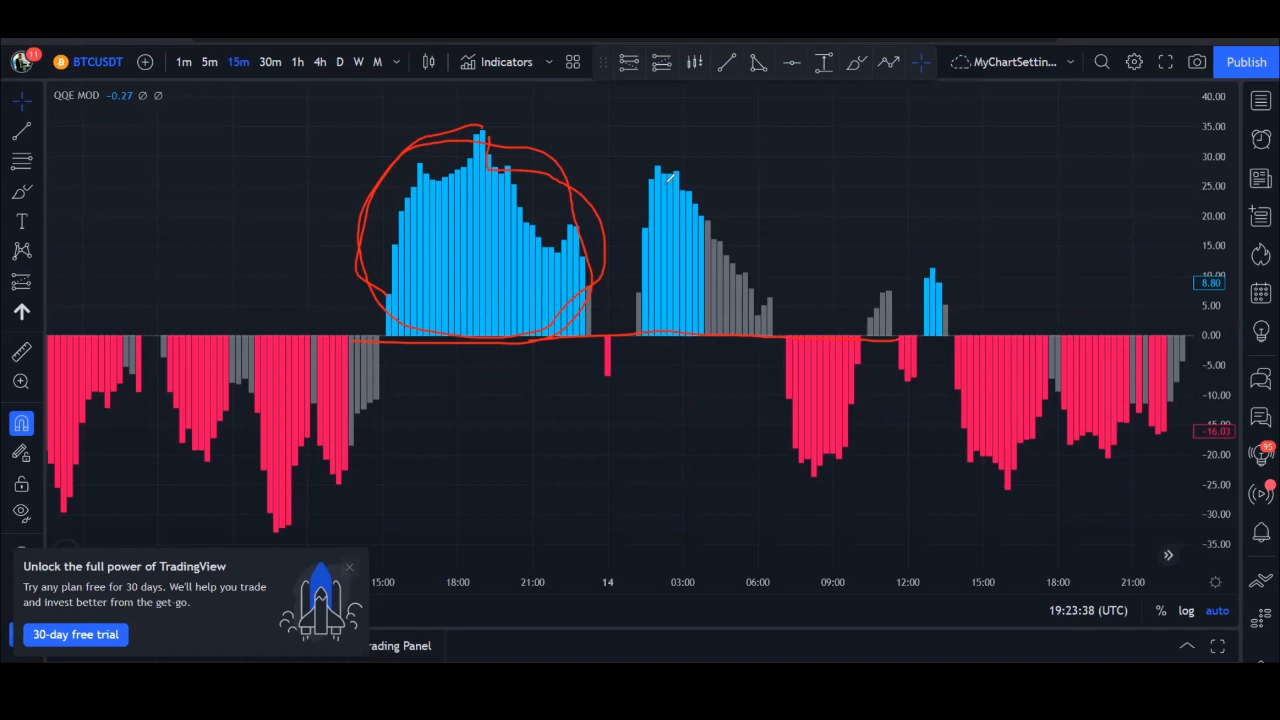 11
BTCUSDT 1m 5m 15m 30m 1h 4h D W M Indicators MyChartSettin... Publish
QQE MOD -0.27 ∅ ∅
40.00
35.00
30.00
25.00
20.00
15.00
10.00
8.80
5.00
0.00
-5.00
-10.00
-15.00
-16.03
-20.00
-25.00
-30.00
-35.00
95
15:00 18:00 21:00 14 03:00 06:00 09:00 12:00 15:00 18:00 21:00
Unlock the full power of TradingView
Try any plan free for 30 days. We'll help you trade
and invest better from the get-go.
30-day free trial
19:23:38 (UTC) % log auto
rading Panel